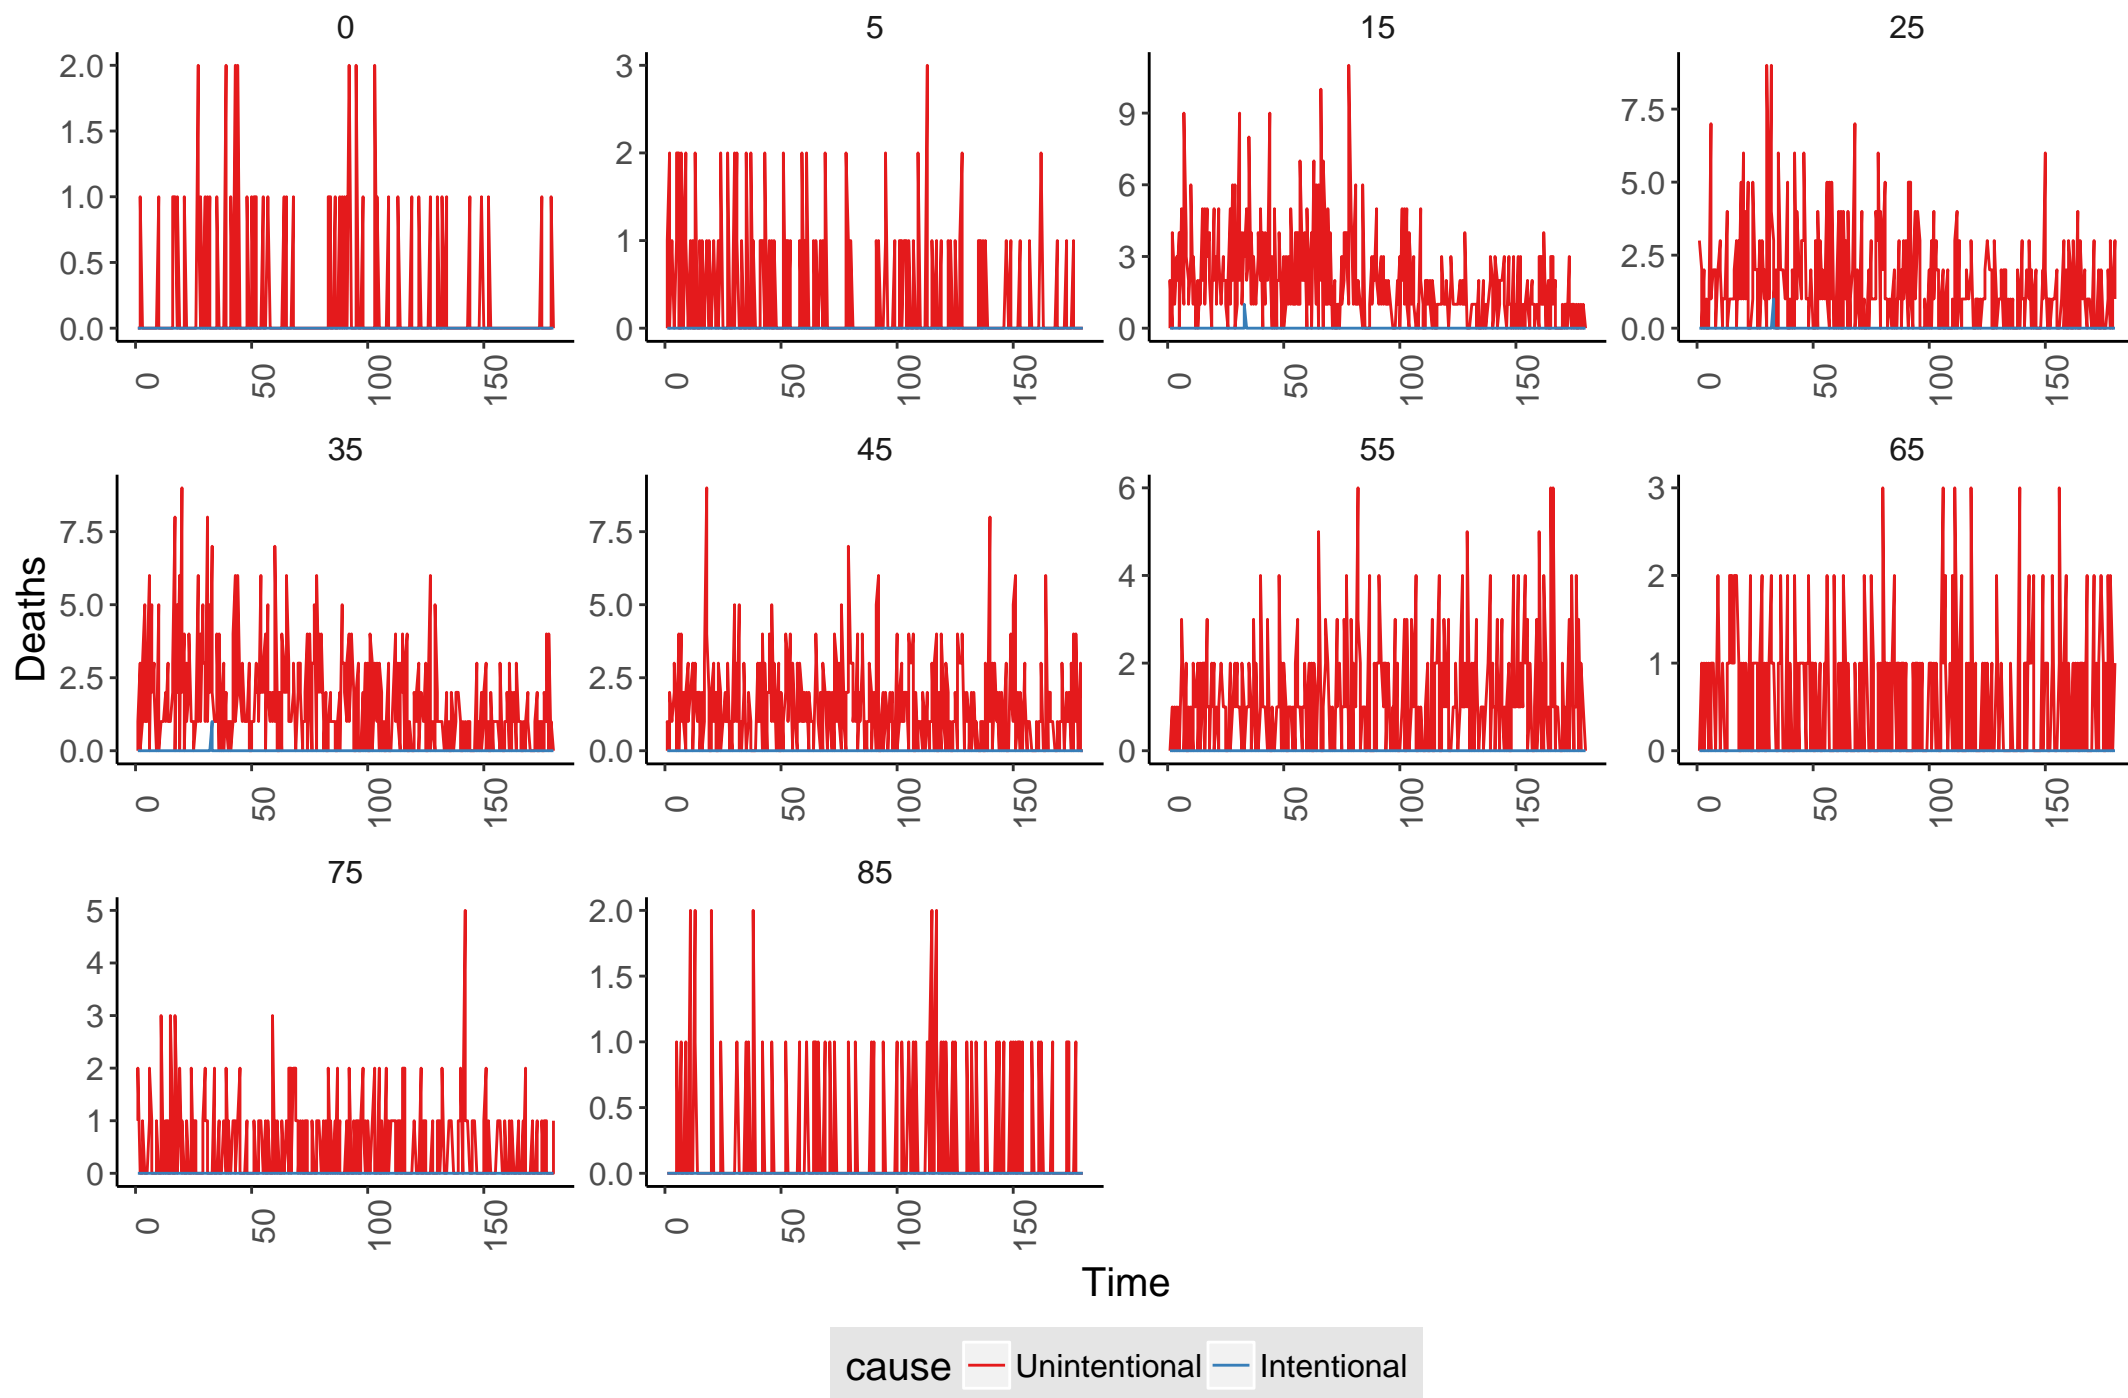 0 5 15 25
2.0 3 9 7.5
1.5 2 6 5.0
1.0 1 3 2.5
0.5 0 0 0.0
0.0
0 50 100 150 0 50 100 150 0 50 100 150 0 50 100 150
35 45 55 65
7.5 7.5 6 3
5.0 5.0 4 2
2.5 2.5 2 1
0.0 0.0 0 0
0 50 100 150 0 50 100 150 0 50 100 150 0 50 100 150
Deaths
75 85
5 2.0
4 1.5
3 1.0
2 0.5
1 0.0
0
0 50 100 150 0 50 100 150
Time
cause Unintentional Intentional